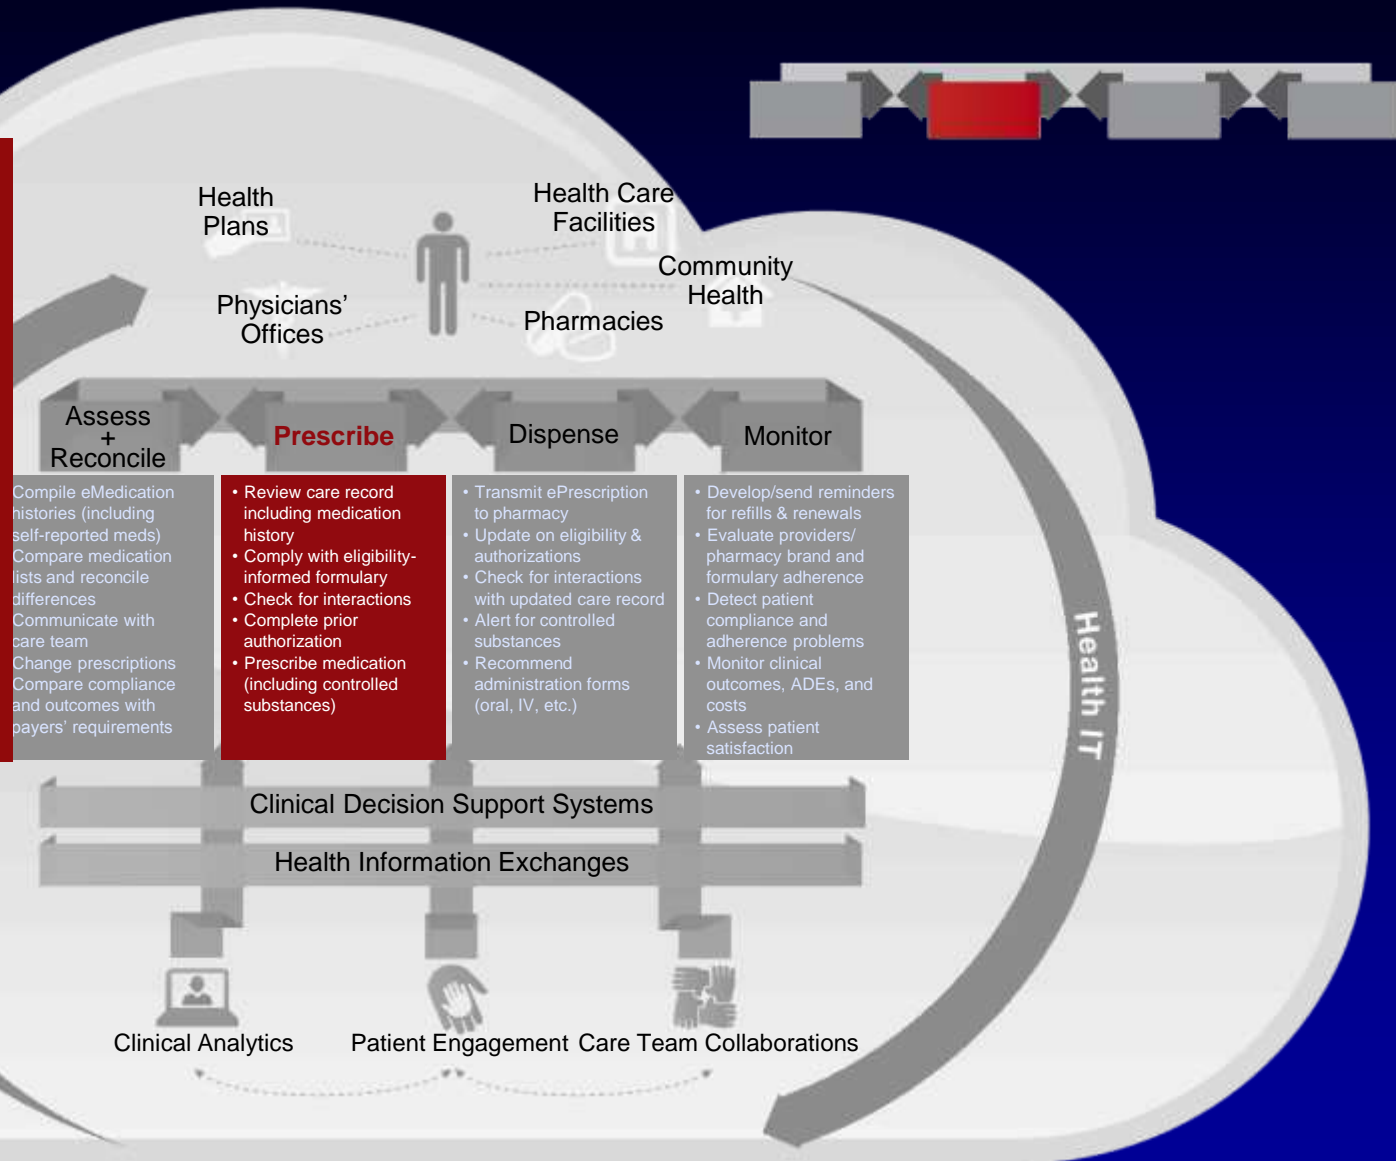 Health
Plans
Health Care
Facilities
Community
Health
Physicians’
Offices
Pharmacies
Assess
+
Reconcile
Prescribe
Dispense
Monitor
Compile eMedication
histories (including
self-reported meds)
Compare medication
lists and reconcile
differences
Communicate with
care team
Change prescriptions
Compare compliance
and outcomes with
payers’ requirements
• Review care record
including medication
history
• Comply with eligibility-
informed formulary
• Check for interactions
• Complete prior
authorization
• Prescribe medication
(including controlled
substances)
• Transmit ePrescription
to pharmacy
• Update on eligibility &
authorizations
• Check for interactions
with updated care record
• Alert for controlled
substances
• Recommend
administration forms
(oral, IV, etc.)
• Develop/send reminders
for refills & renewals
• Evaluate providers/
pharmacy brand and
formulary adherence
• Detect patient
compliance and
adherence problems
• Monitor clinical
outcomes, ADEs, and
costs
• Assess patient
satisfaction
Health IT
Clinical Decision Support Systems
Health Information Exchanges
Clinical Analytics
Patient Engagement
Care Team Collaborations